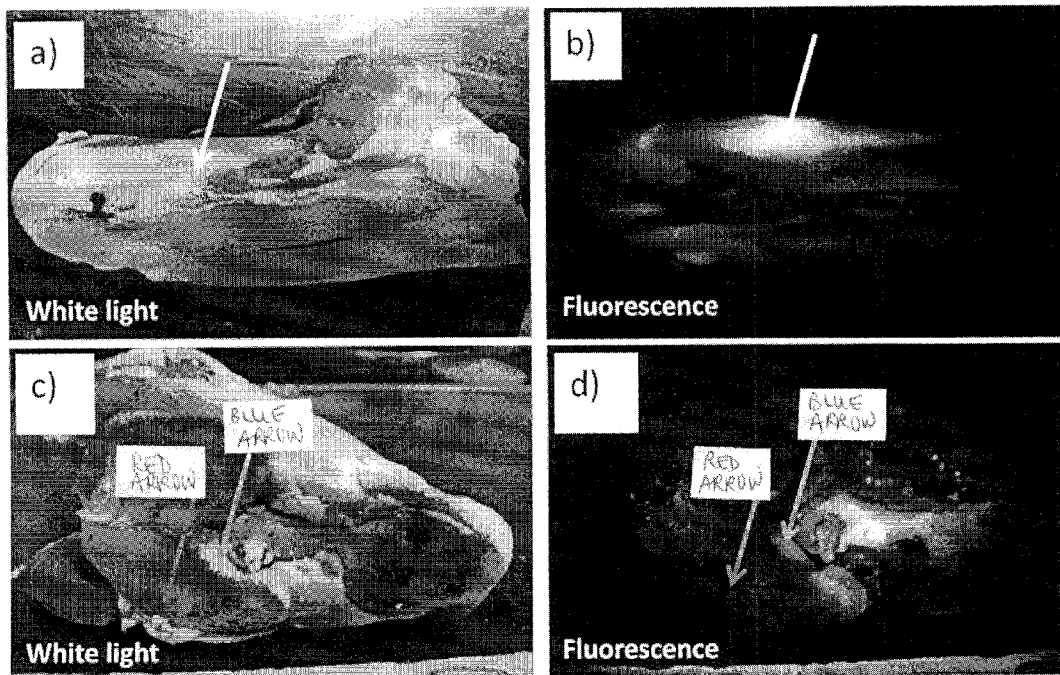 a)
White light
b)
Fluorescence
c)
BLUE
ARROW
RED
ARROW
White light
d)
BLUE
ARROW
RED
ARROW
Fluorescence